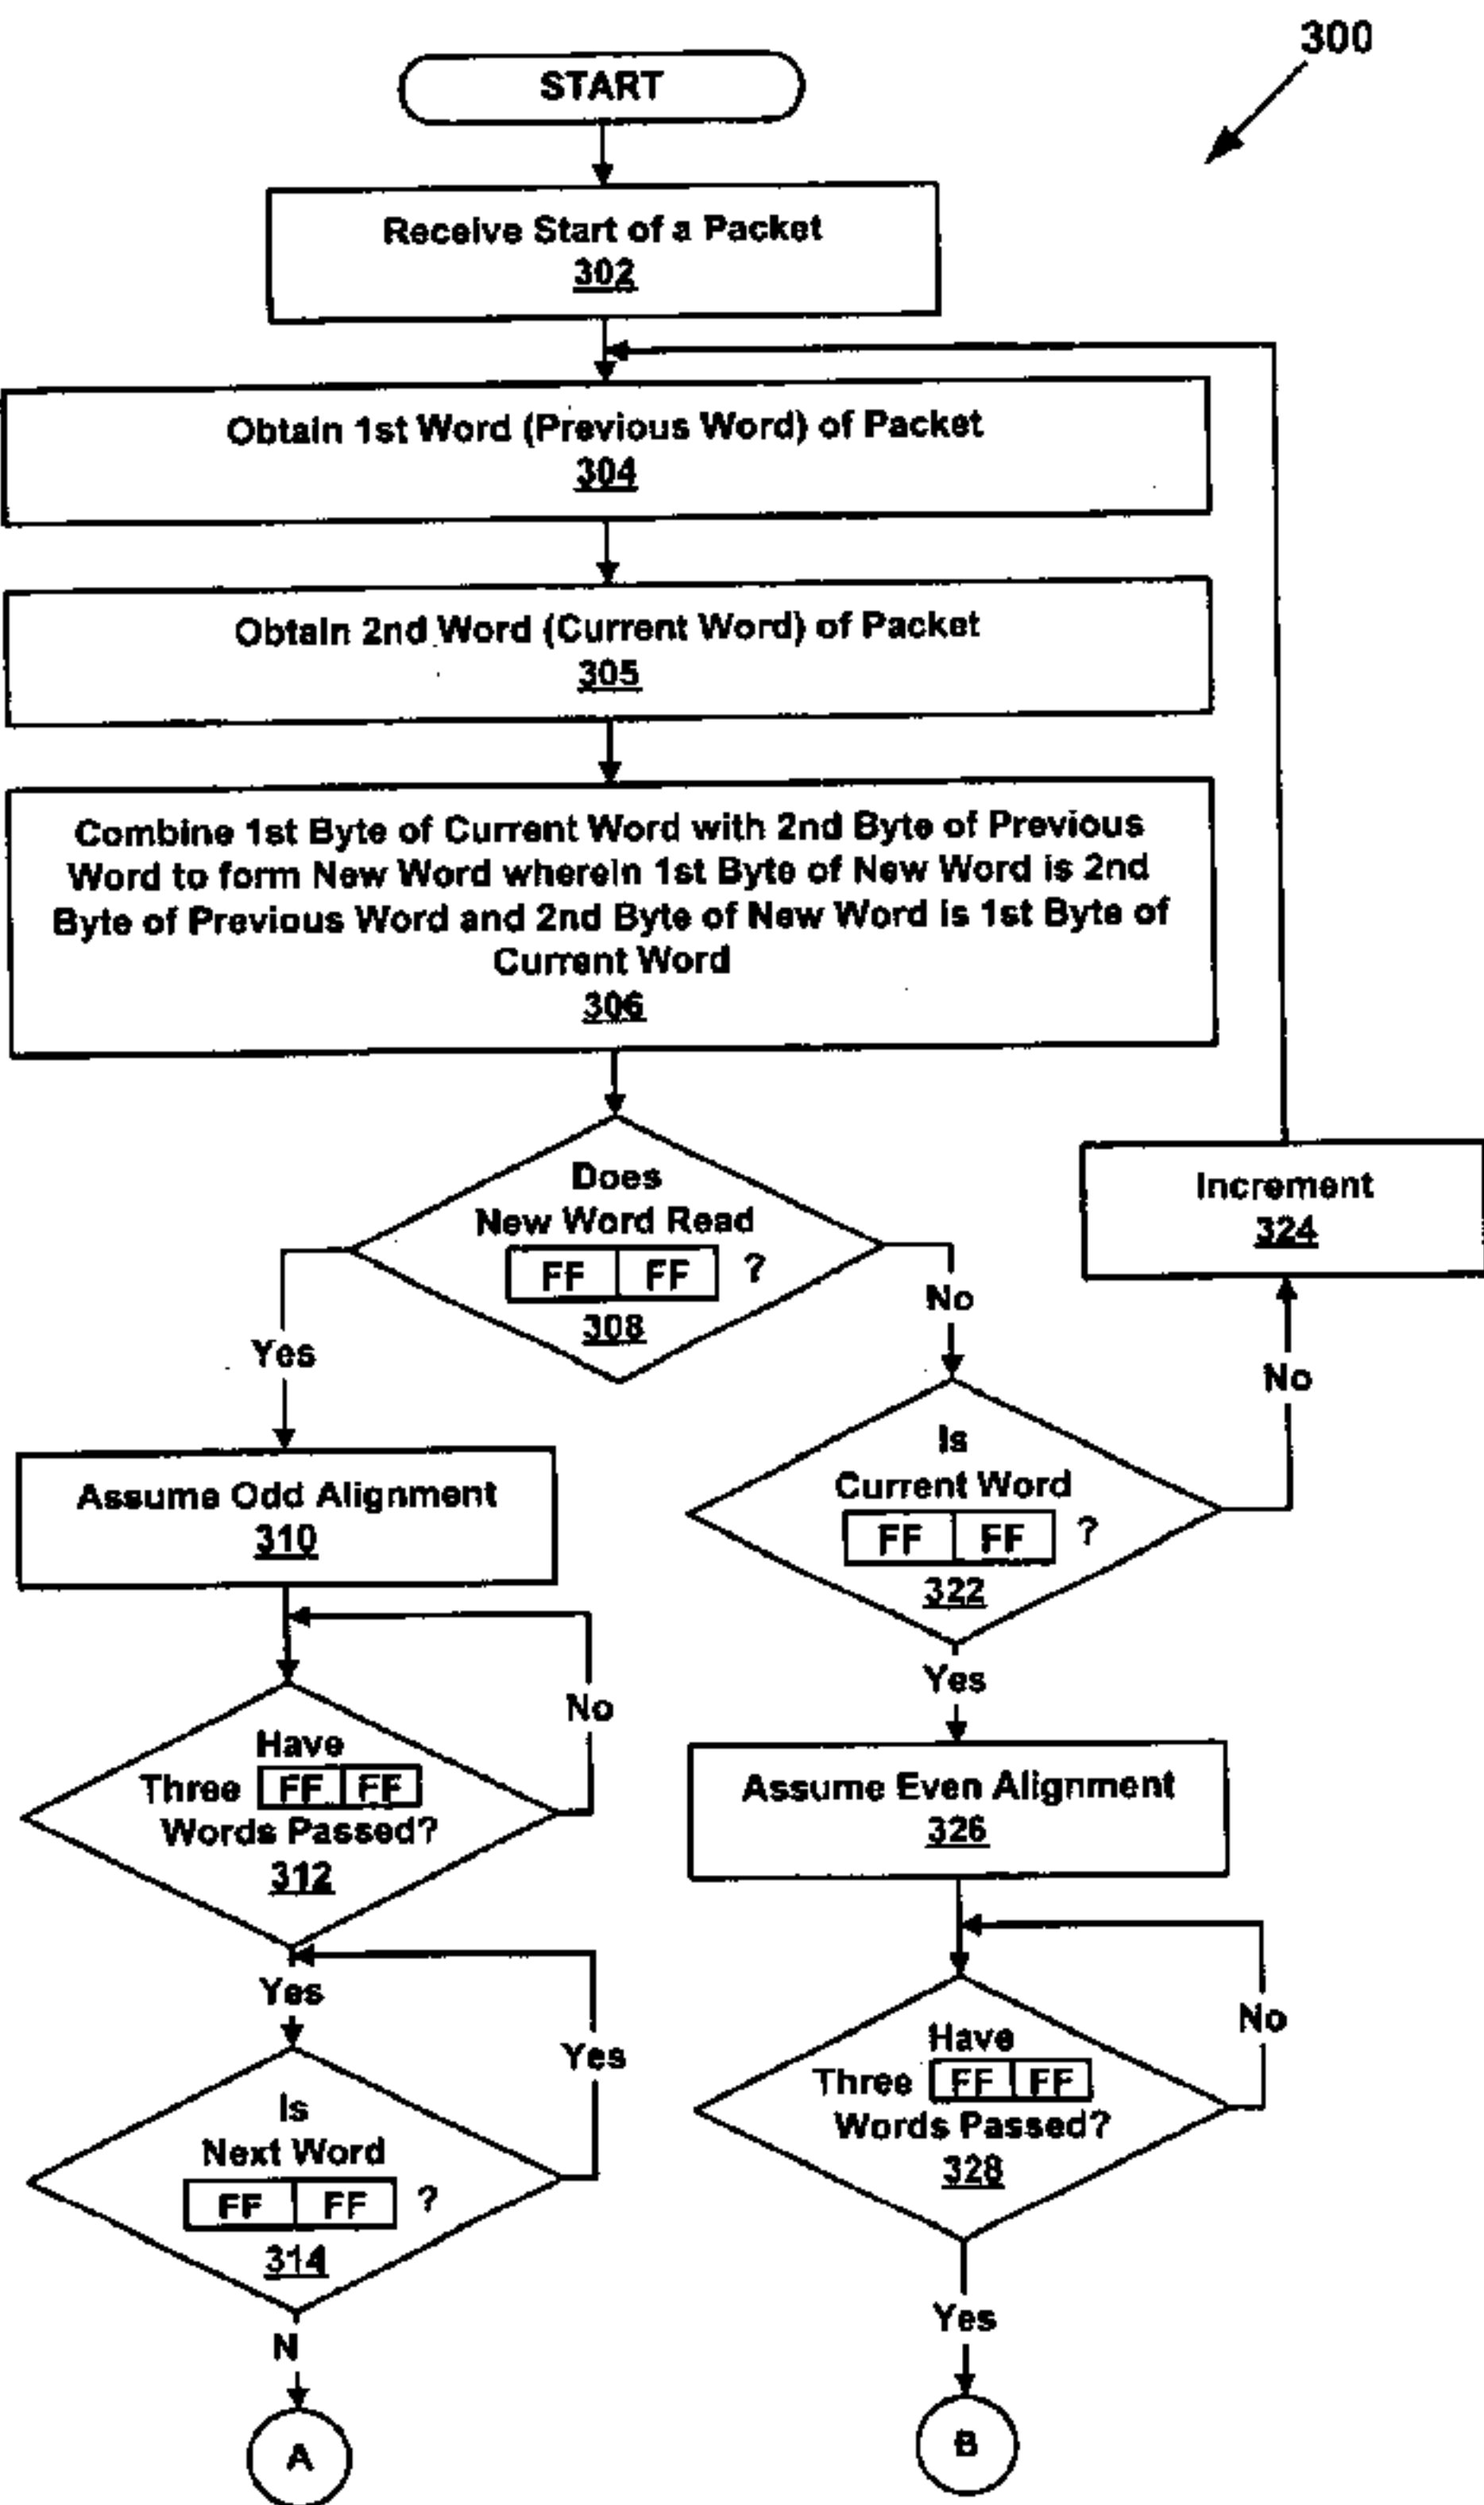 300
START
Receive Start of a Packet
302
Obtain 1st Word (Previous Word) of Packet
304
Obtain 2nd Word (Current Word) of Packet
305
Combine 1st Byte of Current Word with 2nd Byte of Previous
Word to form New Word wherein 1st Byte of New Word is 2nd
Byte of Previous Word and 2nd Byte of New Word is 1st Byte of
Current Word
306
Does
New Word Read
FF FF ?
308
Yes
No
Increment
324
No
Is
Current Word
FF FF ?
322
Yes
Assume Odd Alignment
310
No
Have
Three FF FF
Words Passed?
312
Yes
Assume Even Alignment
326
Yes
Is
Next Word
FF FF ?
314
N
A
No
Have
Three FF FF
Words Passed?
328
Yes
B